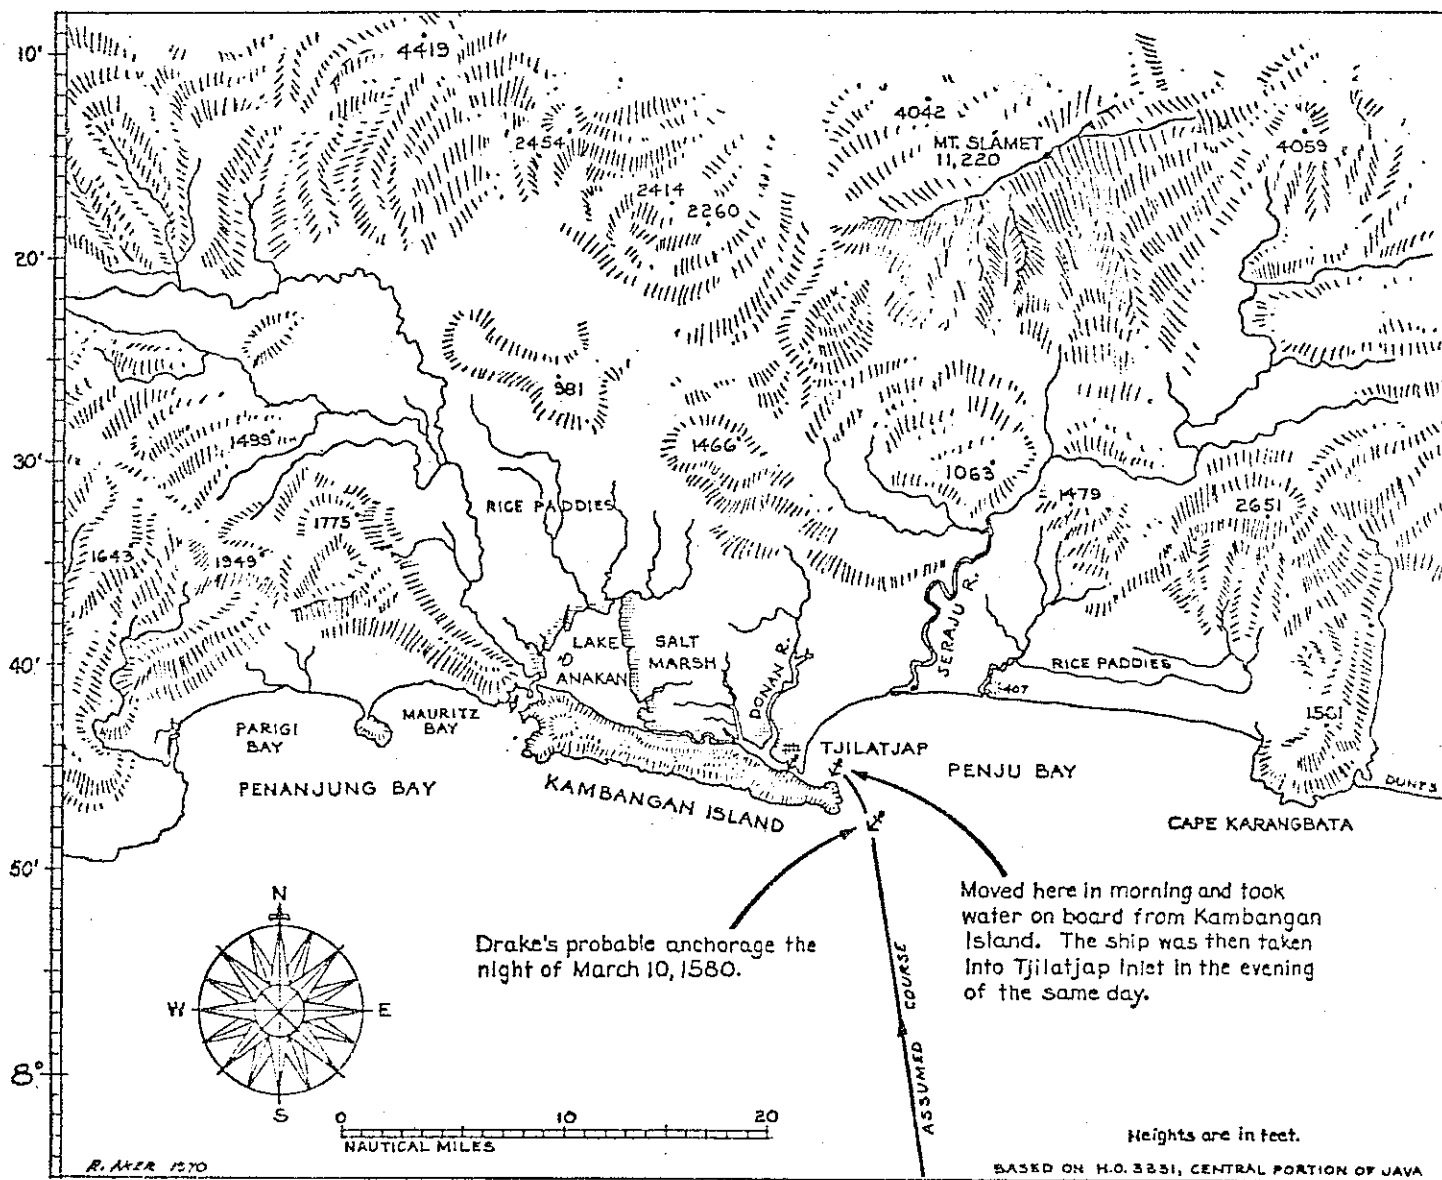 10'
4419
4042
MT. SLAMET
11,220
4059
2454
2414
2260
20'
981
1499
1466
30'
1063
1479
2651
RICE PADDIES
1775
1643
1949
SERAJU R.
40'
LAKE
ANAKAN
SALT
MARSH
DONAN R.
RICE PADDIES
407
1561
PARIGI
BAY
MAURITZ
BAY
TJILATJAP
PENJU BAY
PENANJUNG BAY
KAMBANGAN ISLAND
DUNES
CAPE KARANGBATA
50'
N
W
E
S
Drake's probable anchorage the
night of March 10, 1580.
Moved here in morning and took
water on board from Kambangan
Island. The ship was then taken
into Tjilatjap Inlet in the evening
of the same day.
ASSUMED COURSE
8°
0 10 20
NAUTICAL MILES
Heights are in feet.
R. AKER 1970
BASED ON H.O. 3251, CENTRAL PORTION OF JAVA